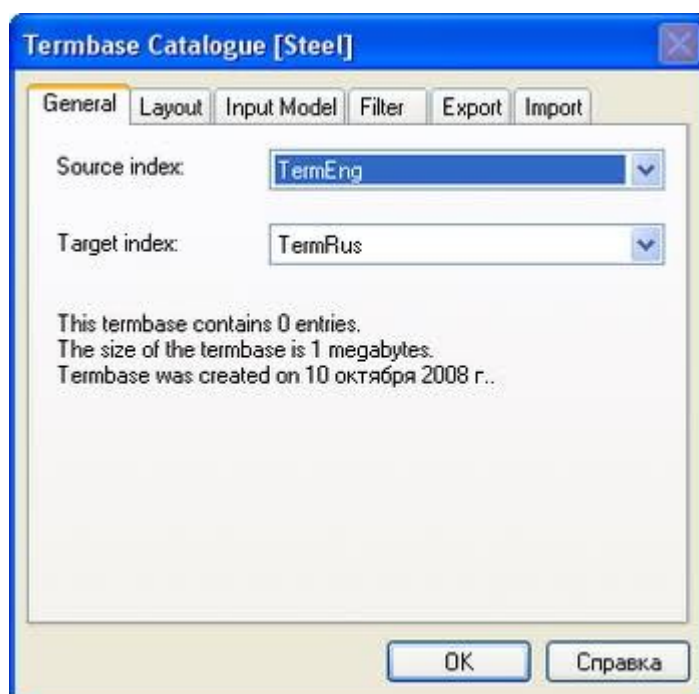 Termbase Catalogue [Steel]
General Layout Input Model Filter Export Import
Source index: TermEng
Target index: TermRus
This termbase contains 0 entries.
The size of the termbase is 1 megabytes.
Termbase was created on 10 октября 2008 г..
OK Справка